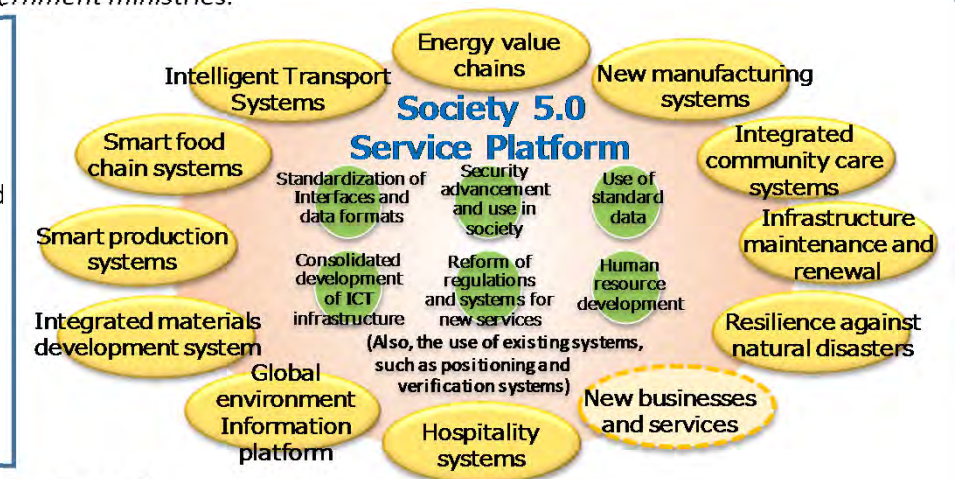 ernment ministries.
Energy value
chains
Intelligent Transport
Systems
New manufacturing
systems
Society 5.0
Service Platform
Smart food
chain systems
Integrated
community care
systems
Standardization of
Interfaces and
data formats
Security
advancement
and use in
society
Use of
standard
data
Smart production
systems
Infrastructure
maintenance and
renewal
Consolidated
development
of ICT
infrastructure
Reform of
regulations
and systems for
new services
Human
resource
development
Integrated materials
development system
Resilience against
natural disasters
(Also, the use of existing systems,
such as positioning and
verification systems)
Global
environment
Information
platform
New businesses
and services
Hospitality
systems